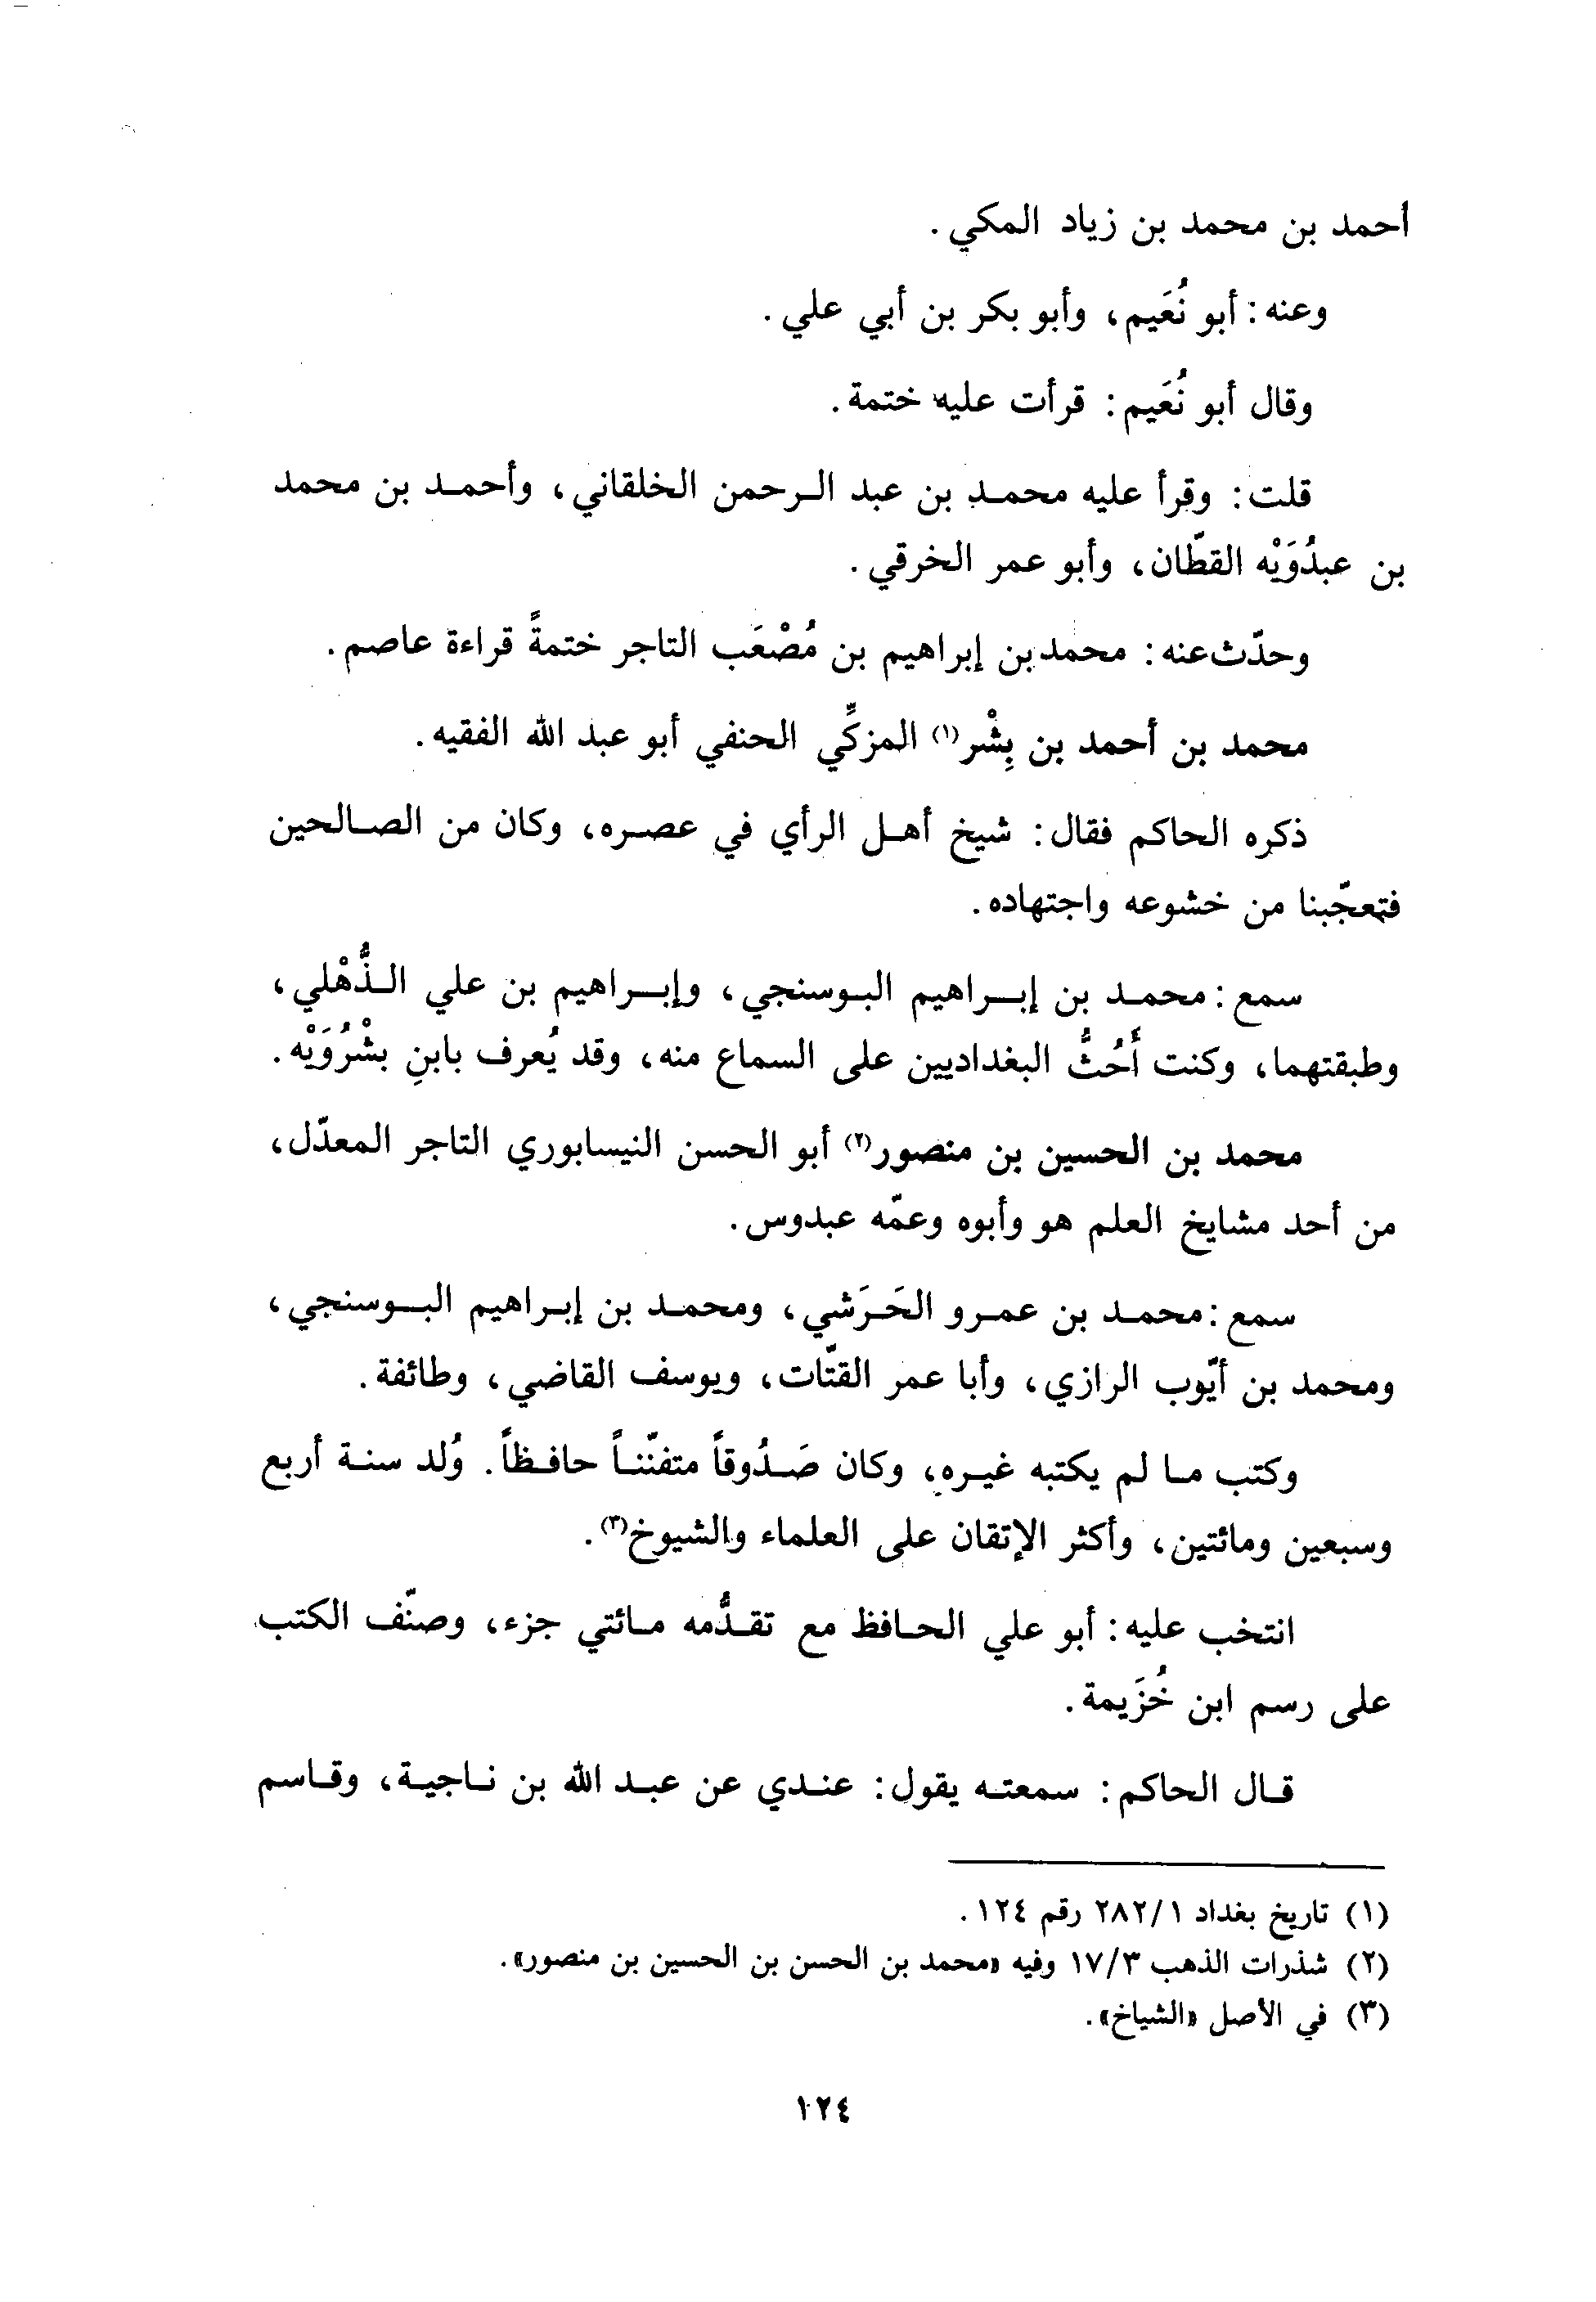 أحمد بن محمد بن زياد المكي.
وعنه: أبو نُعَيم، وأبو بكر بن أبي علي.
وقال أبو نُعَيم: قرأت عليه ختمة.
قلت: وقرأ عليه محمد بن عبد الرحمن الخلقاني، وأحمد بن محمد
بن عبدُوَيْه القطّان، وأبو عمر الخرقي.
وحدّث عنه: محمد بن إبراهيم بن مُصْعَب التاجر ختمةً قراءة عاصم.
محمد بن أحمد بن بِشْر(١) المزكِّي الحنفي أبو عبد الله الفقيه.
ذكره الحاكم فقال: شيخ أهل الرأي في عصره، وكان من الصالحين
فتعجّبنا من خشوعه واجتهاده.
سمع: محمد بن إبراهيم البوسنجي، وإبراهيم بن علي الذُّهْلي،
وطبقتهما، وكنت أَحُثُّ البغداديين على السماع منه، وقد يُعرف بابنِ بشْرُوَيْه.
محمد بن الحسين بن منصور(٢) أبو الحسن النيسابوري التاجر المعدّل،
من أحد مشايخ العلم هو وأبوه وعمّه عبدوس.
سمع: محمد بن عمرو الحَرَشي، ومحمد بن إبراهيم البوسنجي،
ومحمد بن أيّوب الرازي، وأبا عمر القتّات، ويوسف القاضي، وطائفة.
وكتب ما لم يكتبه غيره، وكان صَدُوقاً متفنّناً حافظاً. وُلد سنة أربع
وسبعين ومائتين، وأكثر الإتقان على العلماء والشيوخ(٣).
انتخب عليه: أبو علي الحافظ مع تقدُّمه مائتي جزء، وصنّف الكتب
على رسم ابن خُزَيمة.
قال الحاكم: سمعته يقول: عندي عن عبد الله بن ناجية، وقاسم
(١) تاريخ بغداد ٢٨٢/١ رقم ١٢٤.
(٢) شذرات الذهب ١٧/٣ وفيه «محمد بن الحسن بن الحسين بن منصور».
(٣) في الأصل «الشياخ».
١٢٤